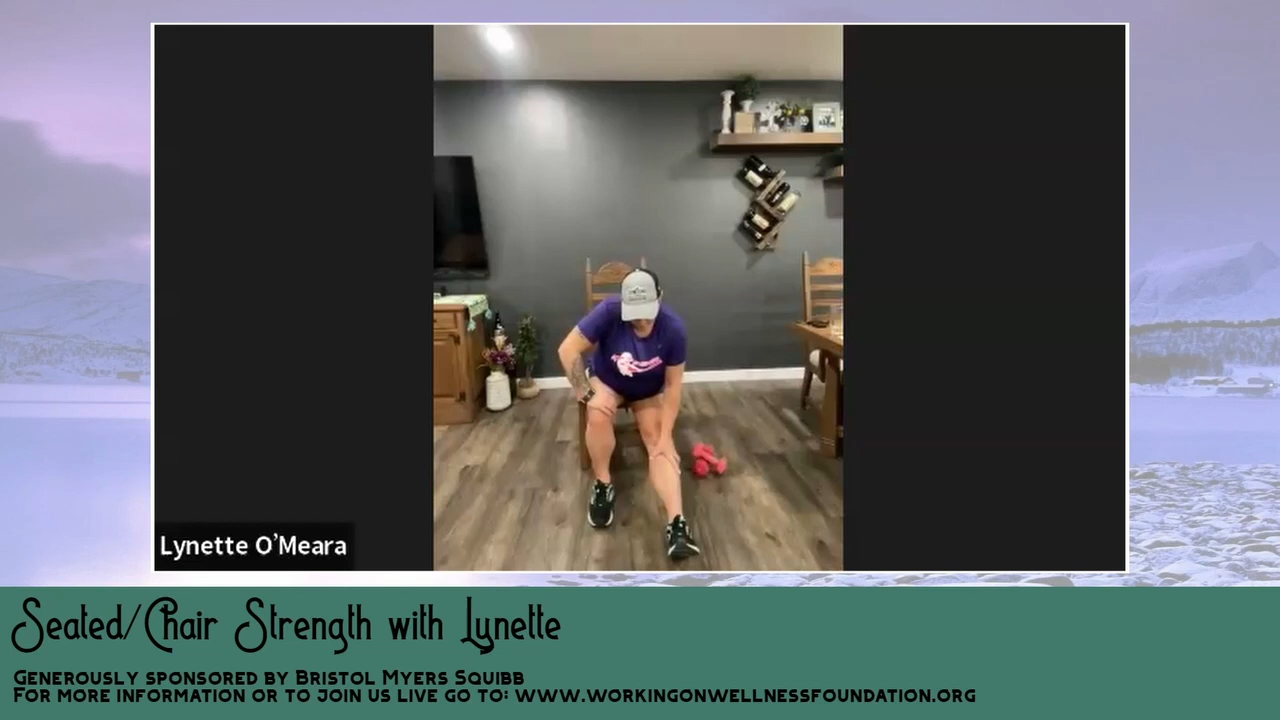 Lynette O'Meara
Seated/Chair Strength with Lynette
Generously sponsored by Bristol Myers Squibb
For more information or to join us live go to: www.workingonwellnessfoundation.org